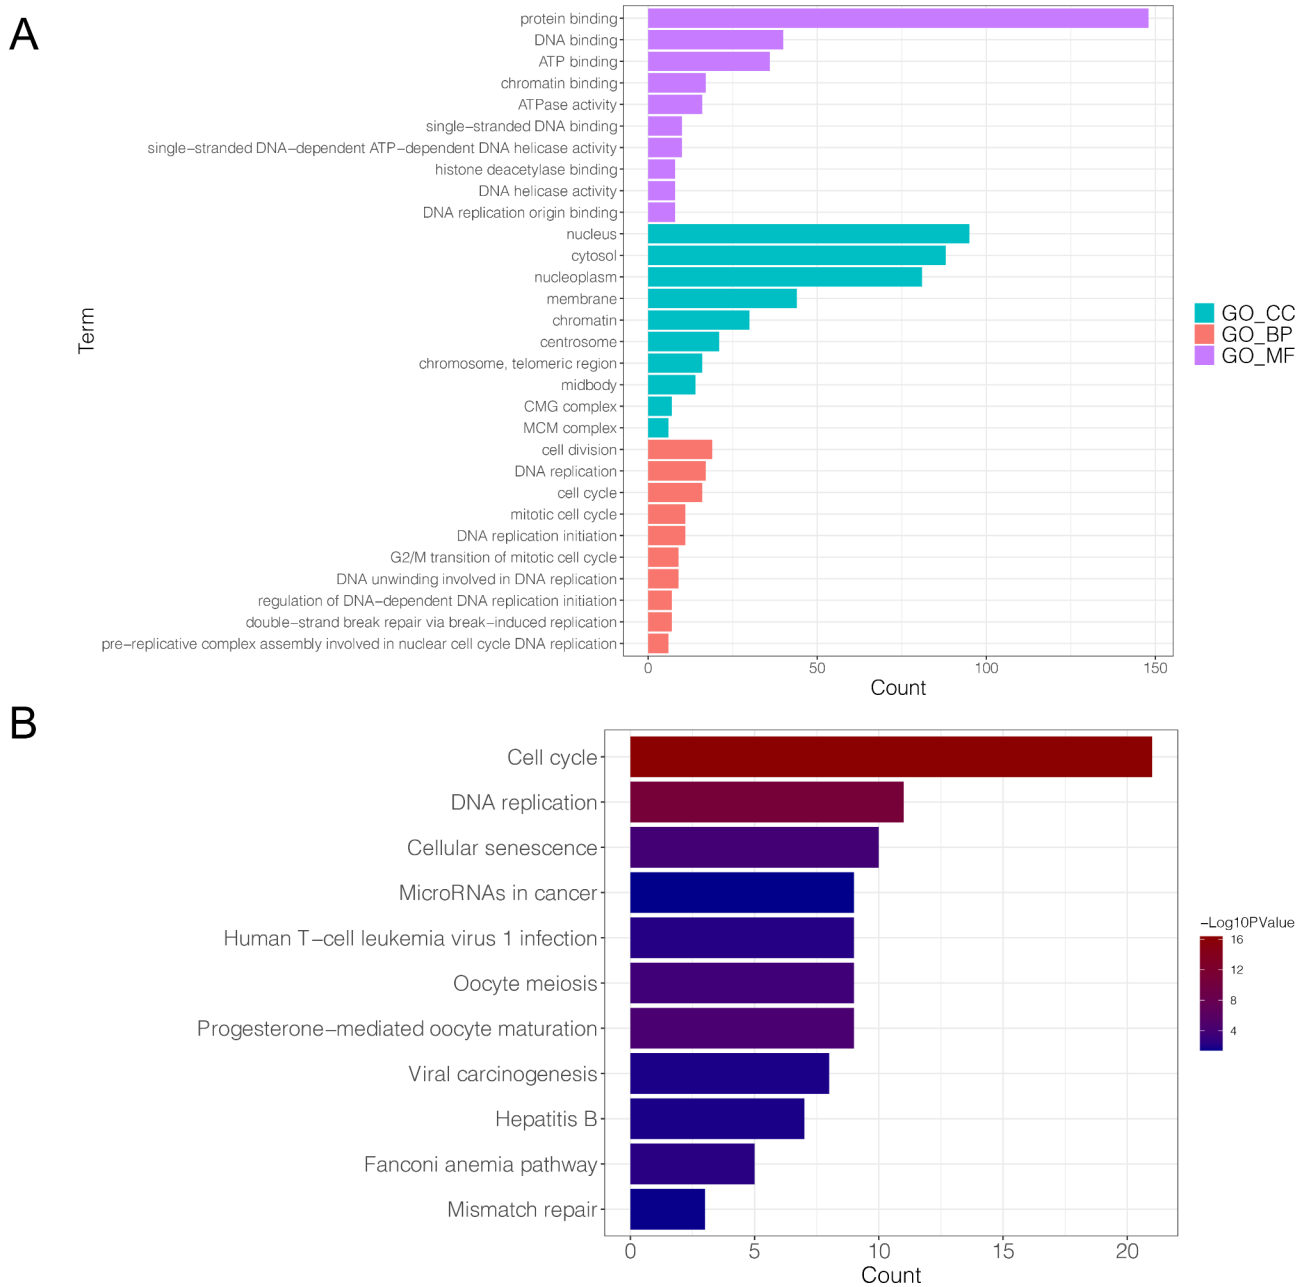 A
protein binding
DNA binding
ATP binding
chromatin binding
ATPase activity
single−stranded DNA binding
single−stranded DNA−dependent ATP−dependent DNA helicase activity
histone deacetylase binding
DNA helicase activity
DNA replication origin binding
nucleus
cytosol
nucleoplasm
membrane
chromatin
centrosome
chromosome, telomeric region
midbody
CMG complex
MCM complex
cell division
DNA replication
cell cycle
mitotic cell cycle
DNA replication initiation
G2/M transition of mitotic cell cycle
DNA unwinding involved in DNA replication
regulation of DNA−dependent DNA replication initiation
double−strand break repair via break−induced replication
pre−replicative complex assembly involved in nuclear cell cycle DNA replication
Term
0 50 100 150
Count
GO_CC
GO_BP
GO_MF
B
Cell cycle
DNA replication
Cellular senescence
MicroRNAs in cancer
Human T−cell leukemia virus 1 infection
Oocyte meiosis
Progesterone−mediated oocyte maturation
Viral carcinogenesis
Hepatitis B
Fanconi anemia pathway
Mismatch repair
0 5 10 15 20
Count
−Log10PValue
16
12
8
4